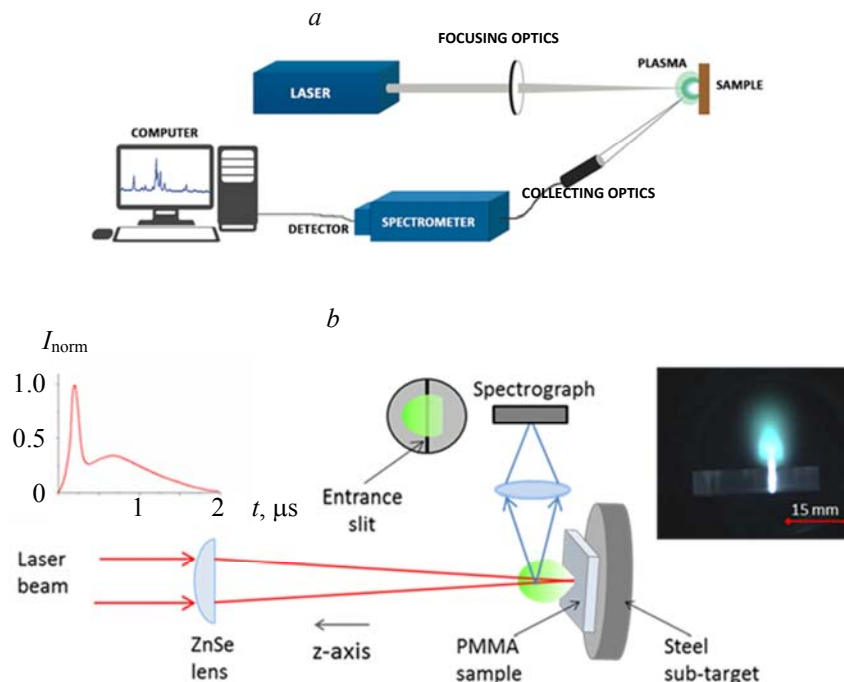 a
FOCUSING OPTICS
PLASMA
LASER
SAMPLE
COMPUTER
COLLECTING OPTICS
DETECTOR
SPECTROMETER
b
I_norm
1.0
0.5
0
1
2
t, μs
Spectrograph
Entrance
slit
15 mm
Laser
beam
ZnSe
lens
z-axis
PMMA
sample
Steel
sub-target